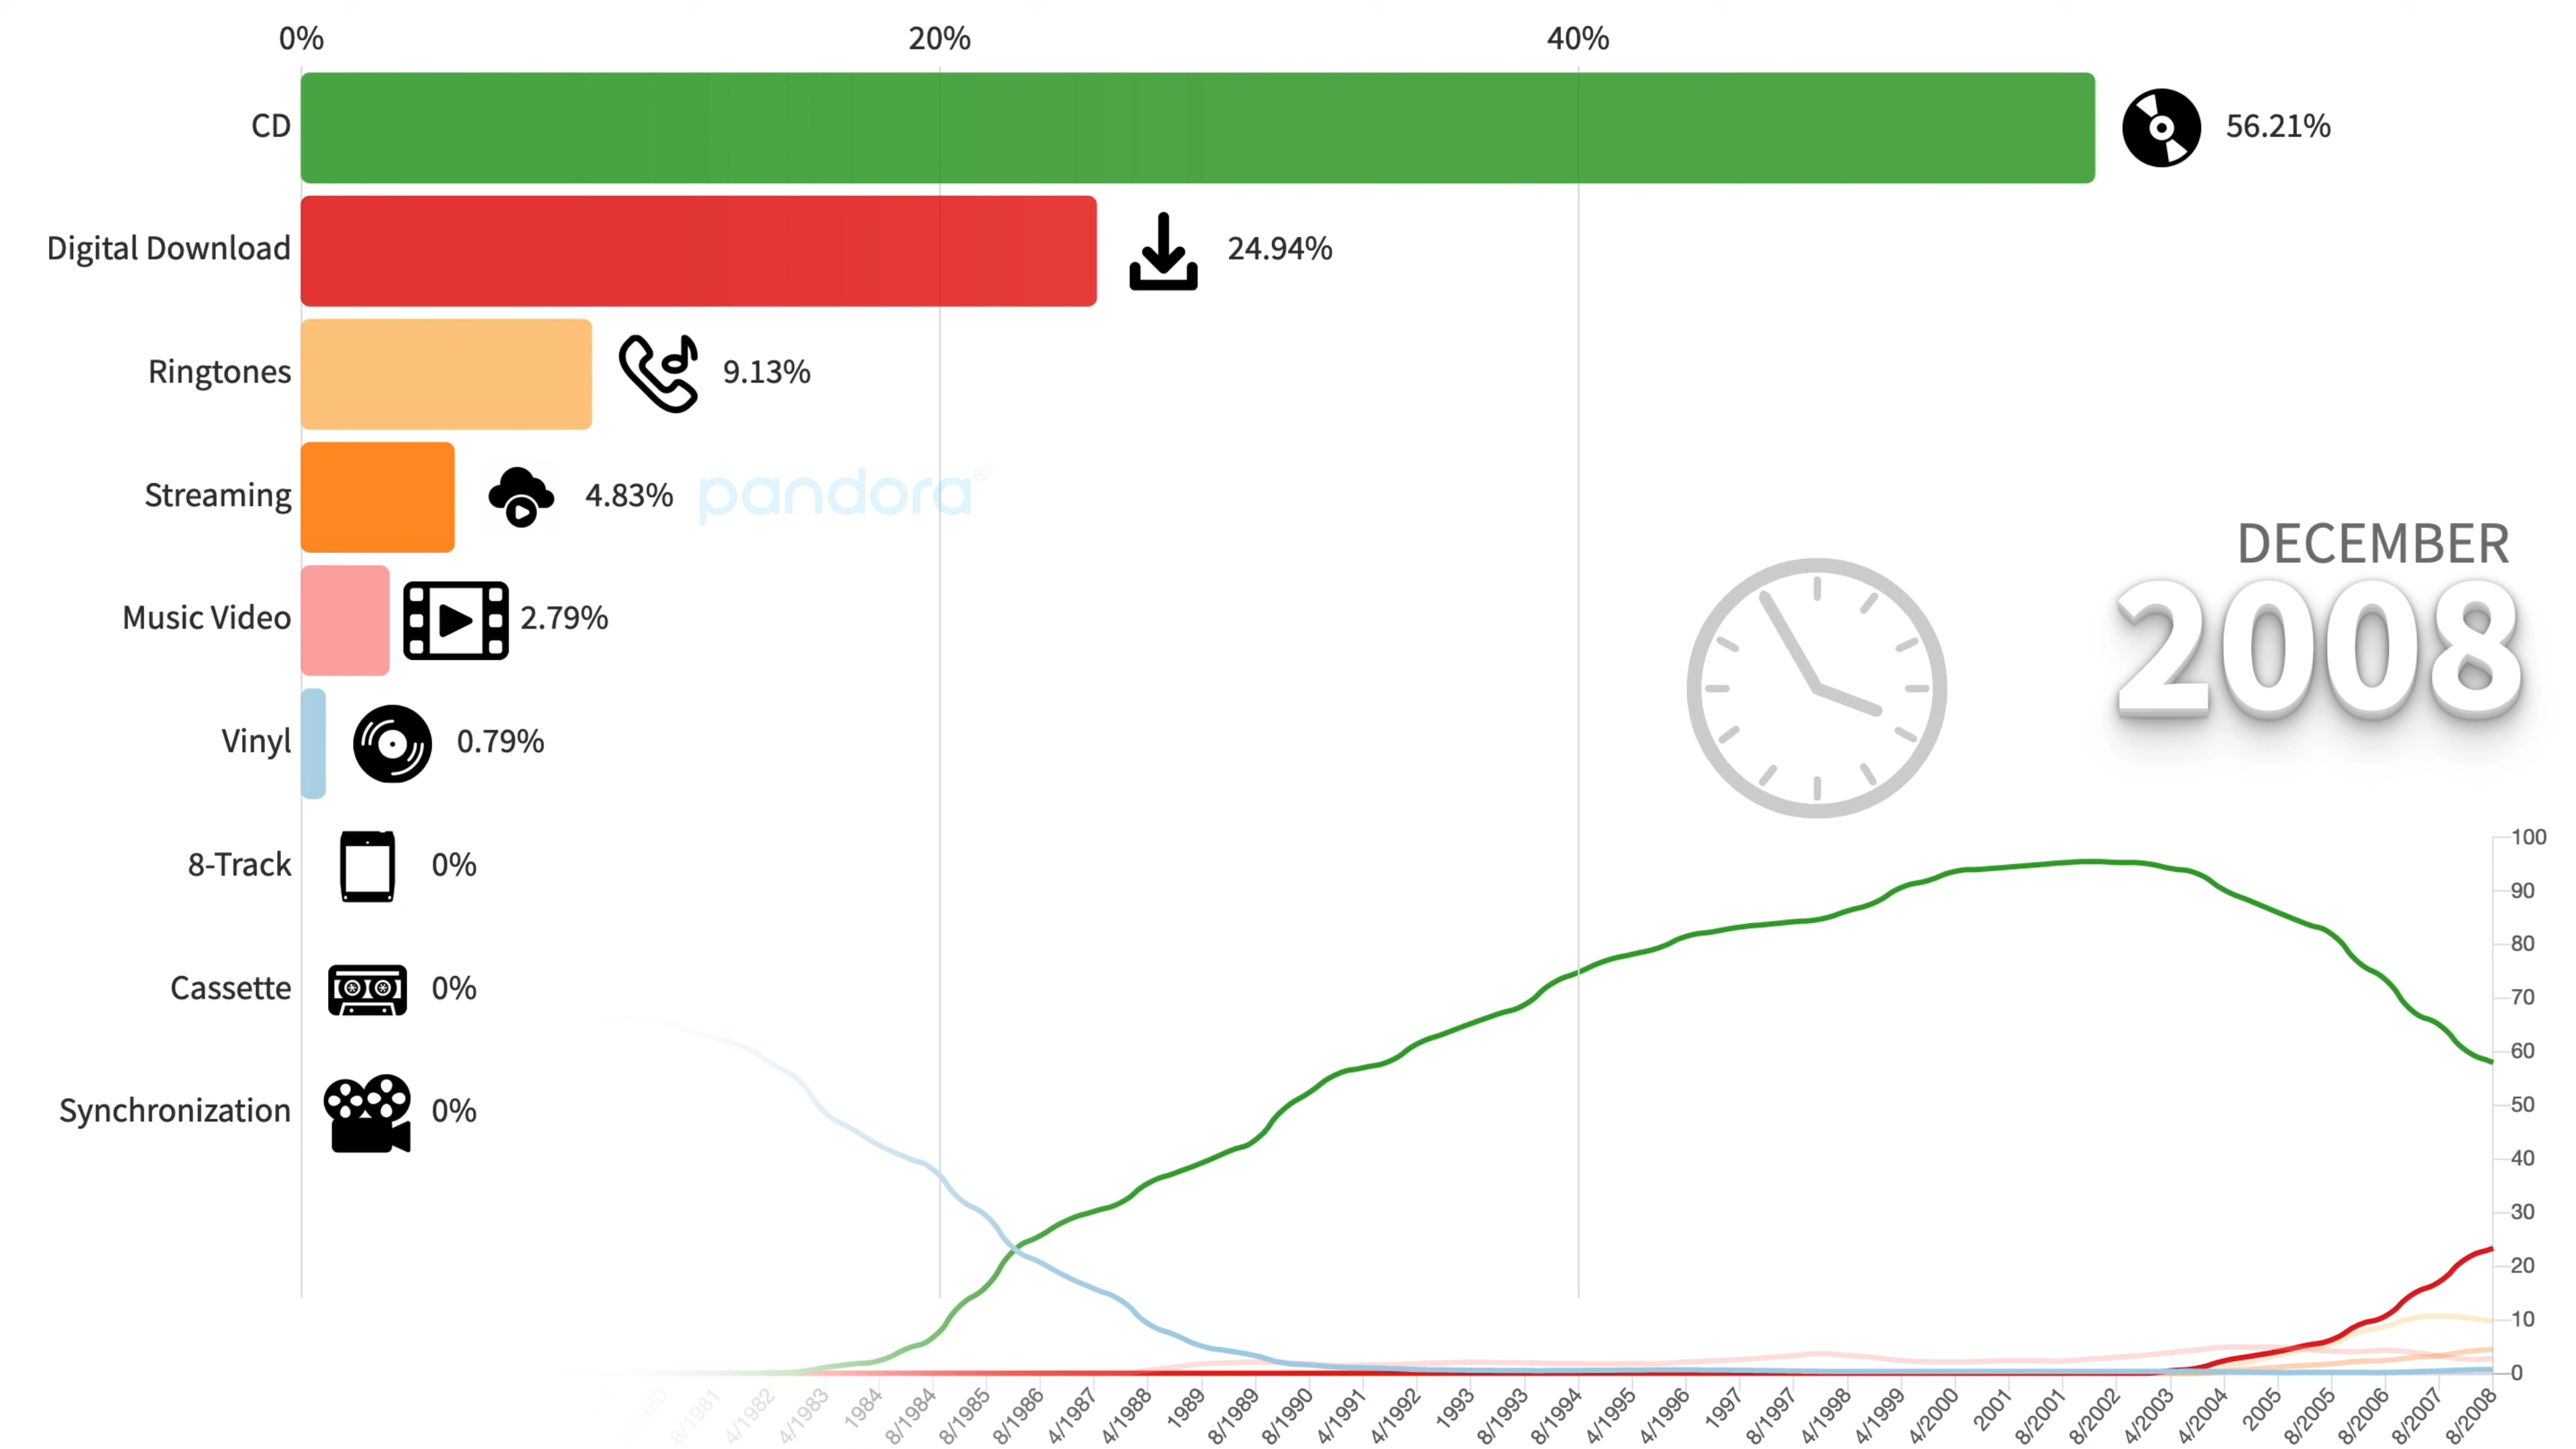 0% 20% 40%
CD 56.21%
Digital Download 24.94%
Ringtones 9.13%
Streaming 4.83% pandora®
Music Video 2.79%
DECEMBER
2008
Vinyl 0.79%
8-Track 0%
Cassette 0%
Synchronization 0%
100
90
80
70
60
50
40
30
20
10
0
8/1981 4/1982 4/1983 1984 8/1984 8/1985 8/1986 4/1987 4/1988 1989 8/1989 8/1990 4/1991 4/1992 1993 8/1993 8/1994 4/1995 4/1996 1997 8/1997 4/1998 4/1999 4/2000 2001 8/2001 8/2002 4/2003 4/2004 2005 8/2005 8/2006 8/2007 8/2008